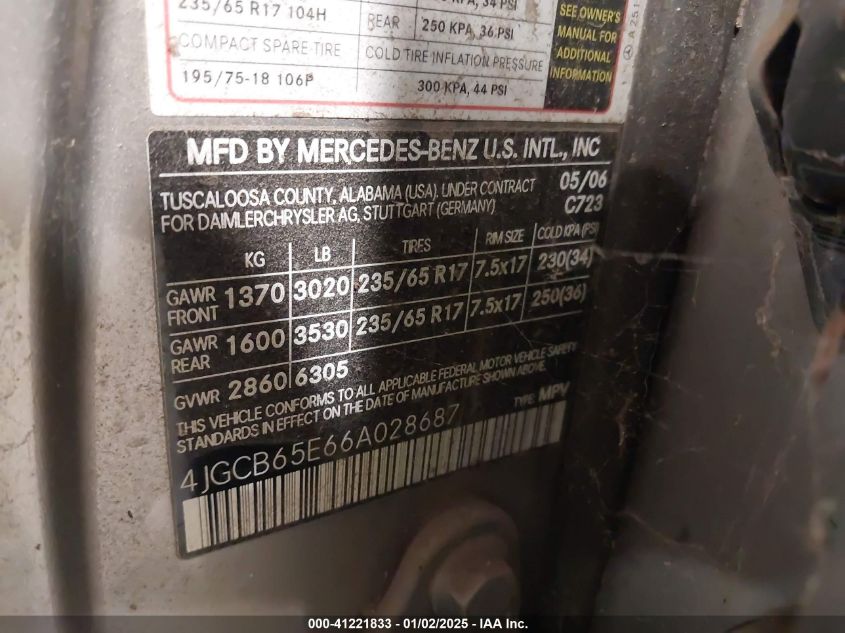 235/65 R17 104H
34 PSI
REAR 250 KPA, 36 PSI
COMPACT SPARE TIRE COLD TIRE INFLATION PRESSURE
195/75-18 106P 300 KPA, 44 PSI
SEE OWNER'S
MANUAL FOR
ADDITIONAL
INFORMATION
A 251
MFD BY MERCEDES-BENZ U.S. INTL., INC
TUSCALOOSA COUNTY, ALABAMA (USA). UNDER CONTRACT 05/06
FOR DAIMLERCHRYSLER AG, STUTTGART (GERMANY) C723
KG LB TIRES RIM SIZE COLD KPA (PSI)
GAWR FRONT 1370 3020 235/65 R17 7.5x17 230(34)
GAWR REAR 1600 3530 235/65 R17 7.5x17 250(36)
GVWR 2860 6305
THIS VEHICLE CONFORMS TO ALL APPLICABLE FEDERAL MOTOR VEHICLE SAFETY
STANDARDS IN EFFECT ON THE DATE OF MANUFACTURE SHOWN ABOVE.
4JGCB65E66A028687 TYPE: MPV
000-41221833 - 01/02/2025 - IAA Inc.